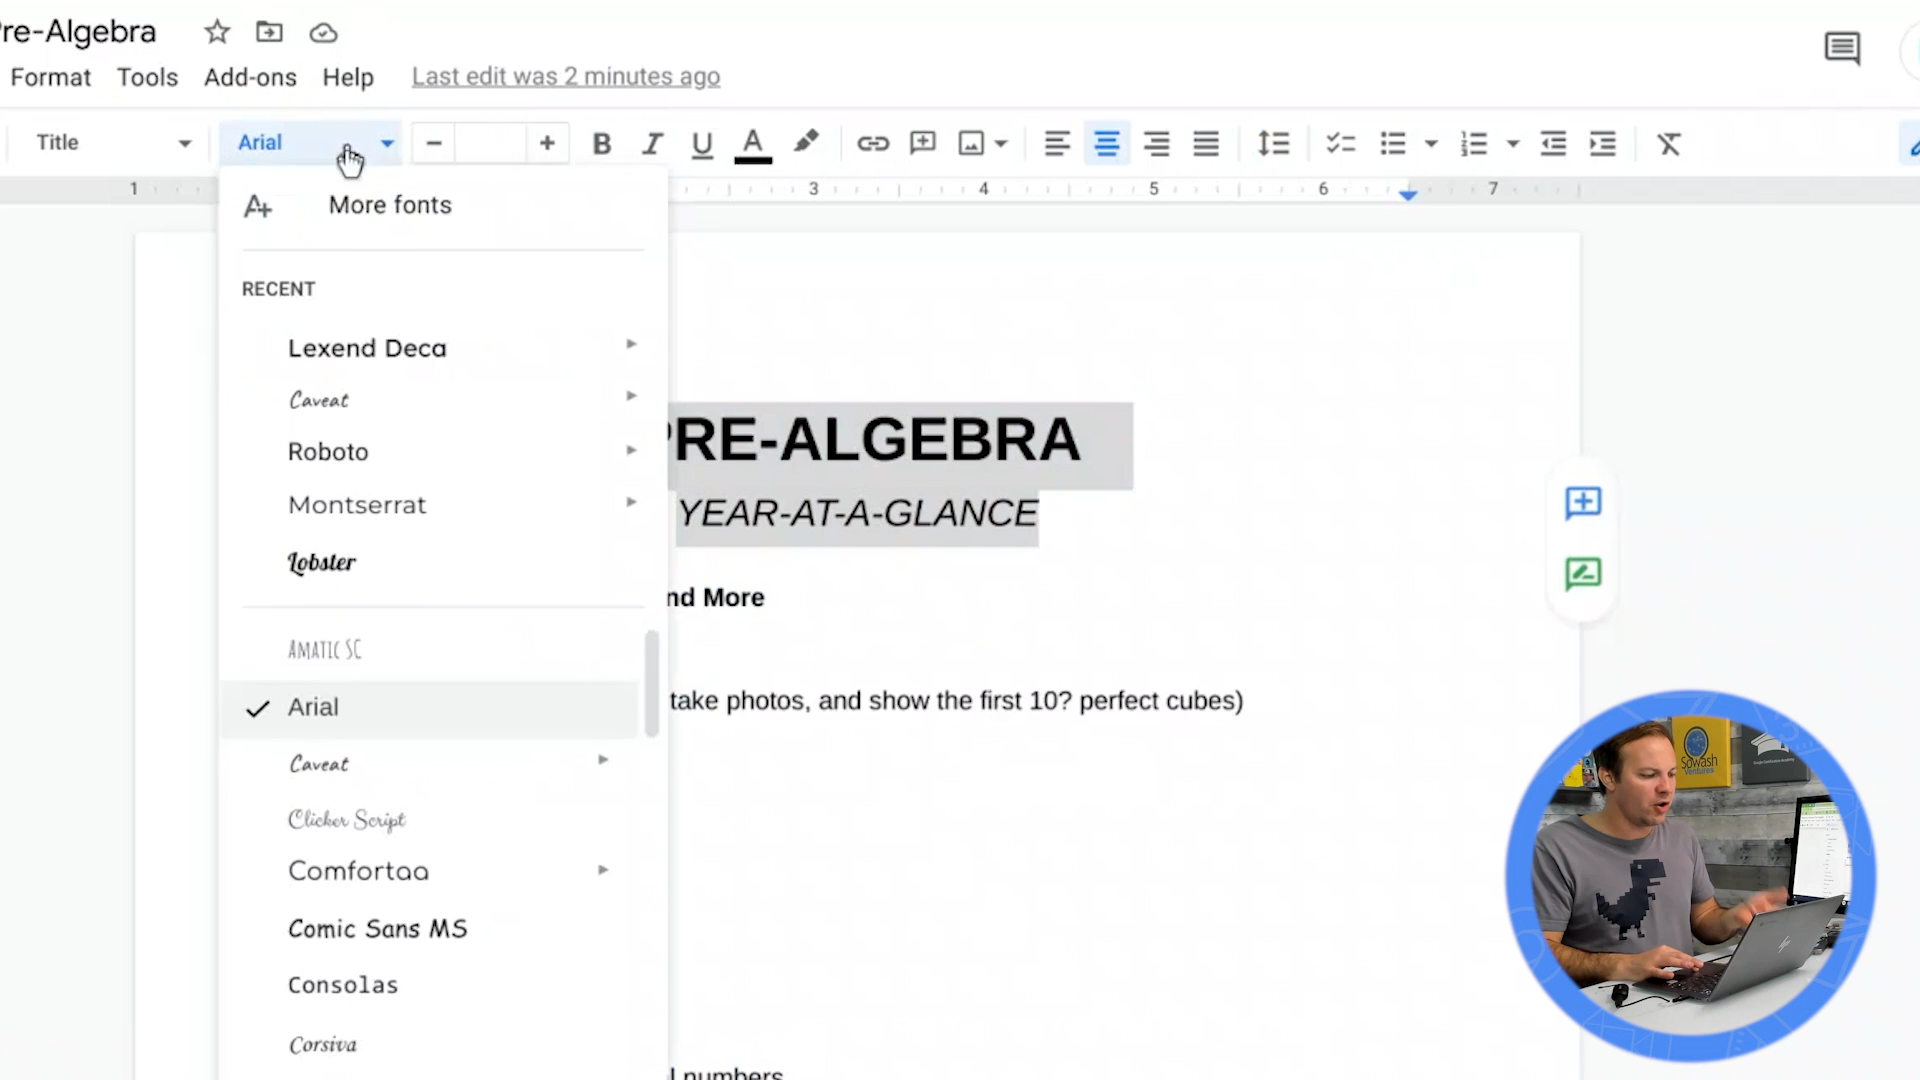 re-Algebra
Format Tools Add-ons Help Last edit was 2 minutes ago
Title Arial
1 3 4 5 6 7
More fonts
RECENT
Lexend Deca
Caveat
Roboto
Montserrat
Lobster
AMATIC SC
Arial
Caveat
Clicker Script
Comfortaa
Comic Sans MS
Consolas
Corsiva
PRE-ALGEBRA
YEAR-AT-A-GLANCE
nd More
take photos, and show the first 10? perfect cubes)
l numbers
Sowash
Ventures